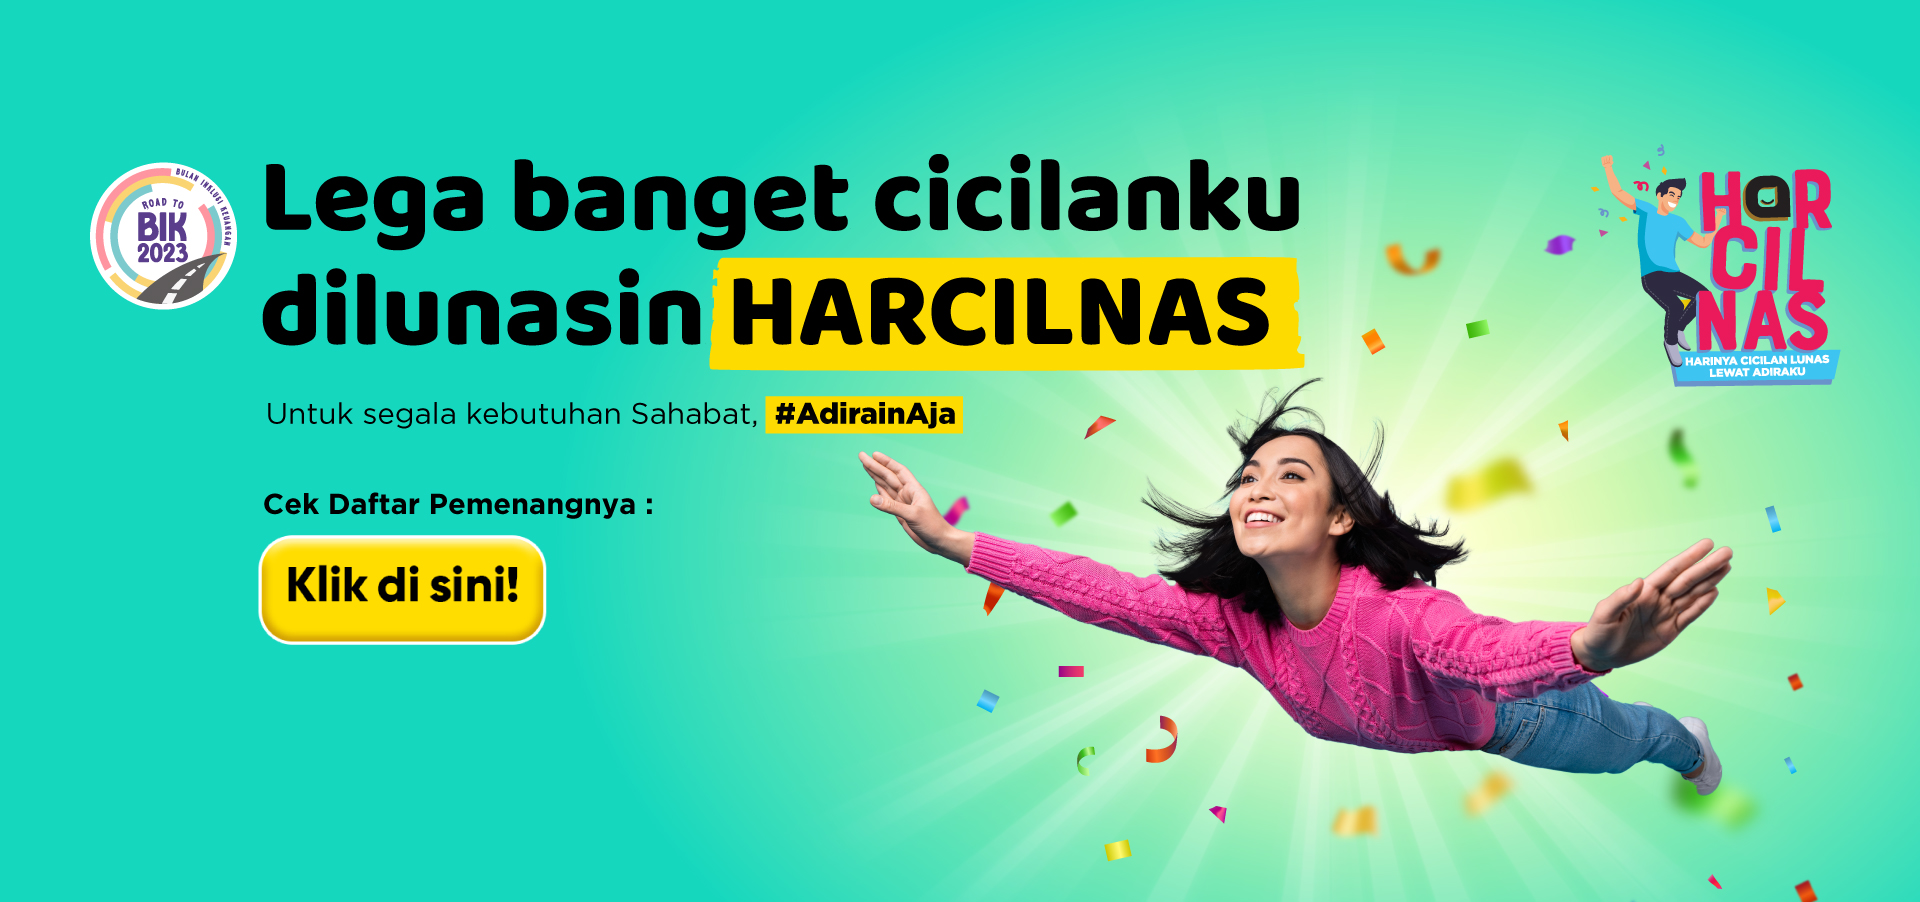 BULAN INKLUSI KEUANGAN
ROAD TO
BIK
2023
Lega banget cicilanku
dilunasin HARCILNAS
Untuk segala kebutuhan Sahabat, #AdirainAja
Cek Daftar Pemenangnya :
Klik di sini!
HAR
CIL
NAS
HARINYA CICILAN LUNAS
LEWAT ADIRAKU